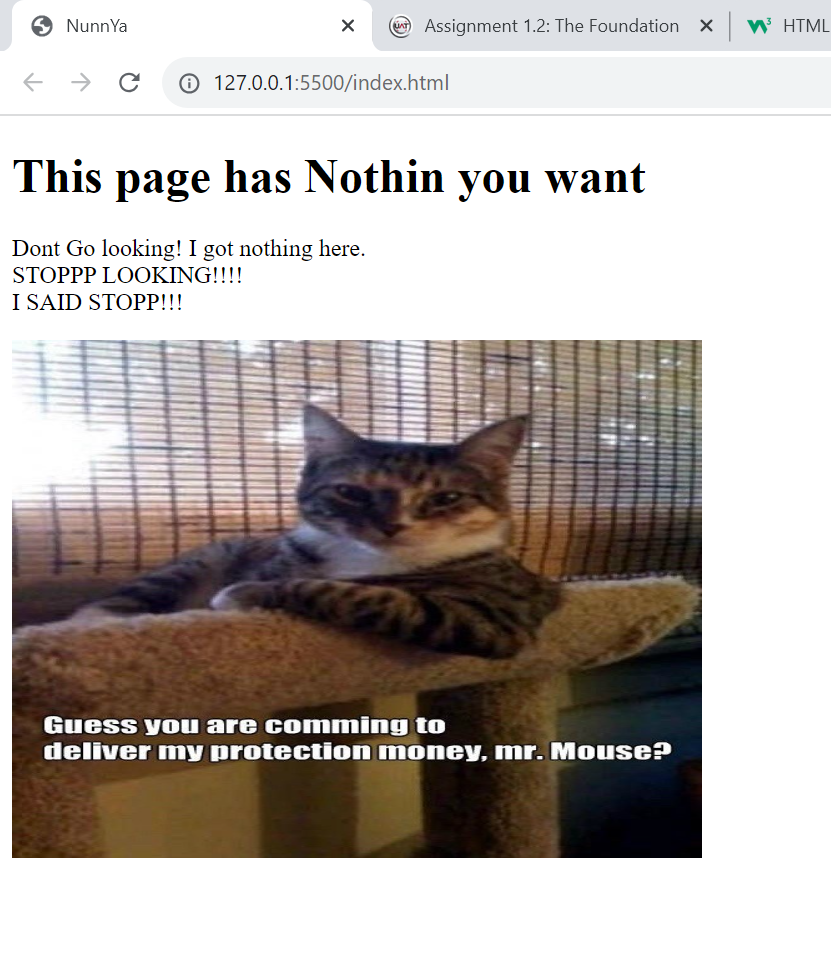 NunnYa
Assignment 1.2: The Foundation
HTML
127.0.0.1:5500/index.html
This page has Nothin you want
Dont Go looking! I got nothing here.
STOPPP LOOKING!!!!
I SAID STOPP!!!
Guess you are comming to
deliver my protection money, mr. Mouse?